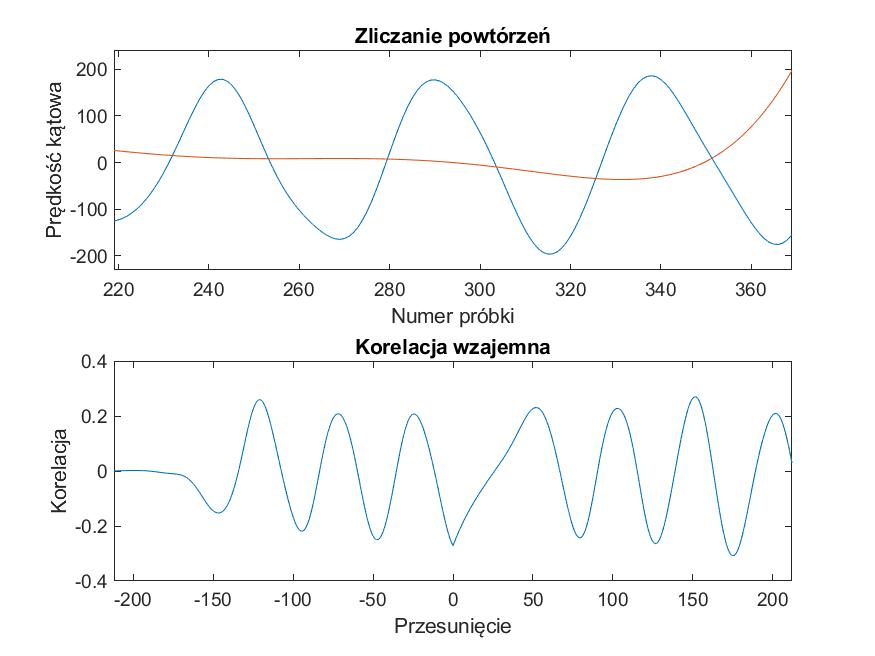 Zliczanie powtórzeń
Prędkość kątowa
200
100
0
-100
-200
220 240 260 280 300 320 340 360
Numer próbki
Korelacja wzajemna
Korelacja
0.4
0.2
0
-0.2
-0.4
-200 -150 -100 -50 0 50 100 150 200
Przesunięcie